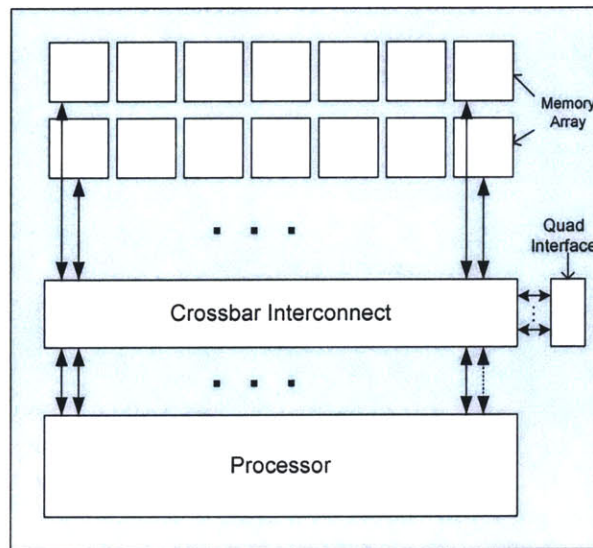 Memory
Array
Quad
Interface
Crossbar Interconnect
Processor